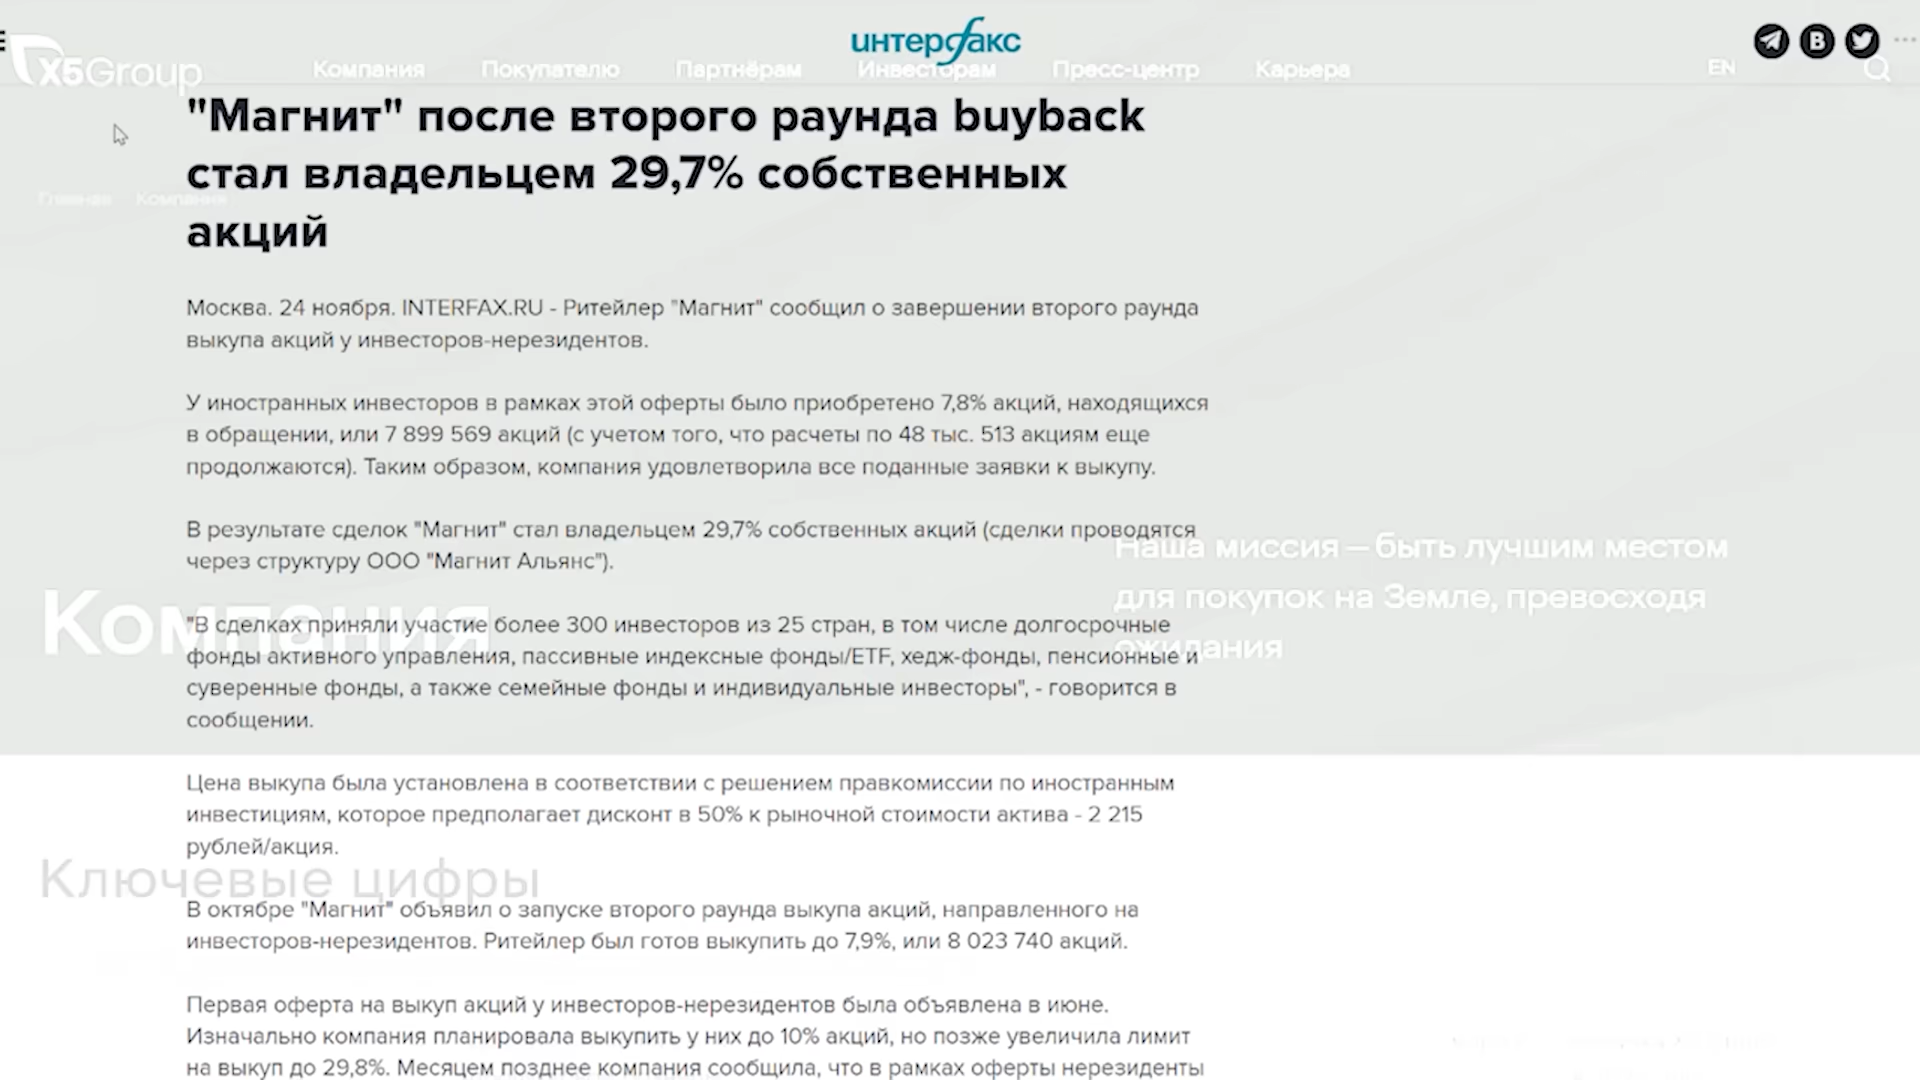 интерфакс
X5Group
Компания Покупателю Партнёрам Инвесторам Пресс-центр Карьера EN
"Магнит" после второго раунда buyback
стал владельцем 29,7% собственных
акций
Главная Компания
Москва. 24 ноября. INTERFAX.RU - Ритейлер "Магнит" сообщил о завершении второго раунда
выкупа акций у инвесторов-нерезидентов.
У иностранных инвесторов в рамках этой оферты было приобретено 7,8% акций, находящихся
в обращении, или 7 899 569 акций (с учетом того, что расчеты по 48 тыс. 513 акциям еще
продолжаются). Таким образом, компания удовлетворила все поданные заявки к выкупу.
В результате сделок "Магнит" стал владельцем 29,7% собственных акций (сделки проводятся
через структуру ООО "Магнит Альянс").
Наша миссия – быть лучшим местом
для покупок на Земле, превосходя
ожидания
Компания
"В сделках приняли участие более 300 инвесторов из 25 стран, в том числе долгосрочные
фонды активного управления, пассивные индексные фонды/ETF, хедж-фонды, пенсионные и
суверенные фонды, а также семейные фонды и индивидуальные инвесторы", - говорится в
сообщении.
Цена выкупа была установлена в соответствии с решением правкомиссии по иностранным
инвестициям, которое предполагает дисконт в 50% к рыночной стоимости актива - 2 215
рублей/акция.
Ключевые цифры
В октябре "Магнит" объявил о запуске второго раунда выкупа акций, направленного на
инвесторов-нерезидентов. Ритейлер был готов выкупить до 7,9%, или 8 023 740 акций.
Первая оферта на выкуп акций у инвесторов-нерезидентов была объявлена в июне.
Изначально компания планировала выкупить у них до 10% акций, но позже увеличила лимит
на выкуп до 29,8%. Месяцем позднее компания сообщила, что в рамках оферты нерезиденты